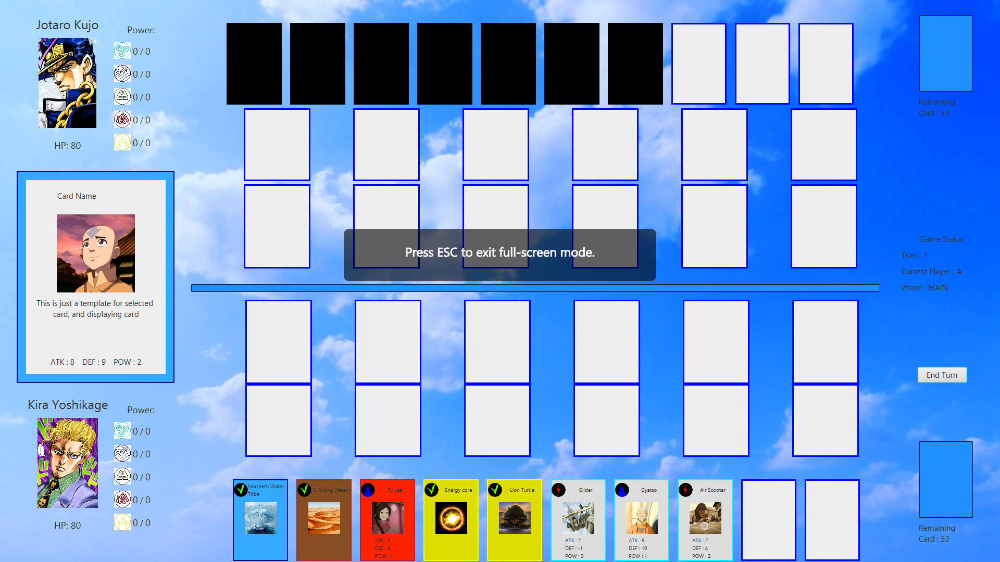 Jotaro Kujo
Power:
0 / 0
0 / 0
0 / 0
0 / 0
0 / 0
HP: 80
Remaining
Card : 53
Card Name
This is just a template for selected
card, and displaying card
ATK : 8 DEF : 9 POW : 2
Press ESC to exit full-screen mode.
Game Status
Turn : 1
Current Player : A
Phase : MAIN
End Turn
Kira Yoshikage
Power:
0 / 0
0 / 0
0 / 0
0 / 0
0 / 0
HP: 80
Northern Water
Tribe
Si Wong Desert
Ty Lee
ATK : 9
DEF : 4
POW : 1
Energy core
Lion Turtle
Glider
ATK : 2
DEF : -1
POW : 0
Gyatso
ATK : 5
DEF : 10
POW : 1
Air Scooter
ATK : 2
DEF : 4
POW : 2
Remaining
Card : 53